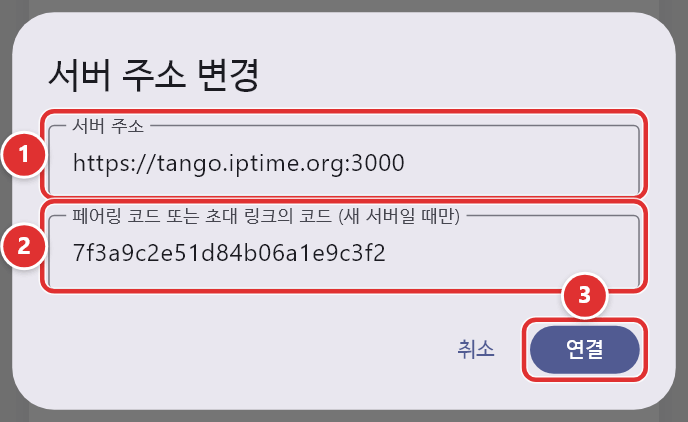 서버 주소 변경
서버 주소
1
https://tango.iptime.org:3000
페어링 코드 또는 초대 링크의 코드 (새 서버일 때만)
2
7f3a9c2e51d84b06a1e9c3f2
3
취소
연결